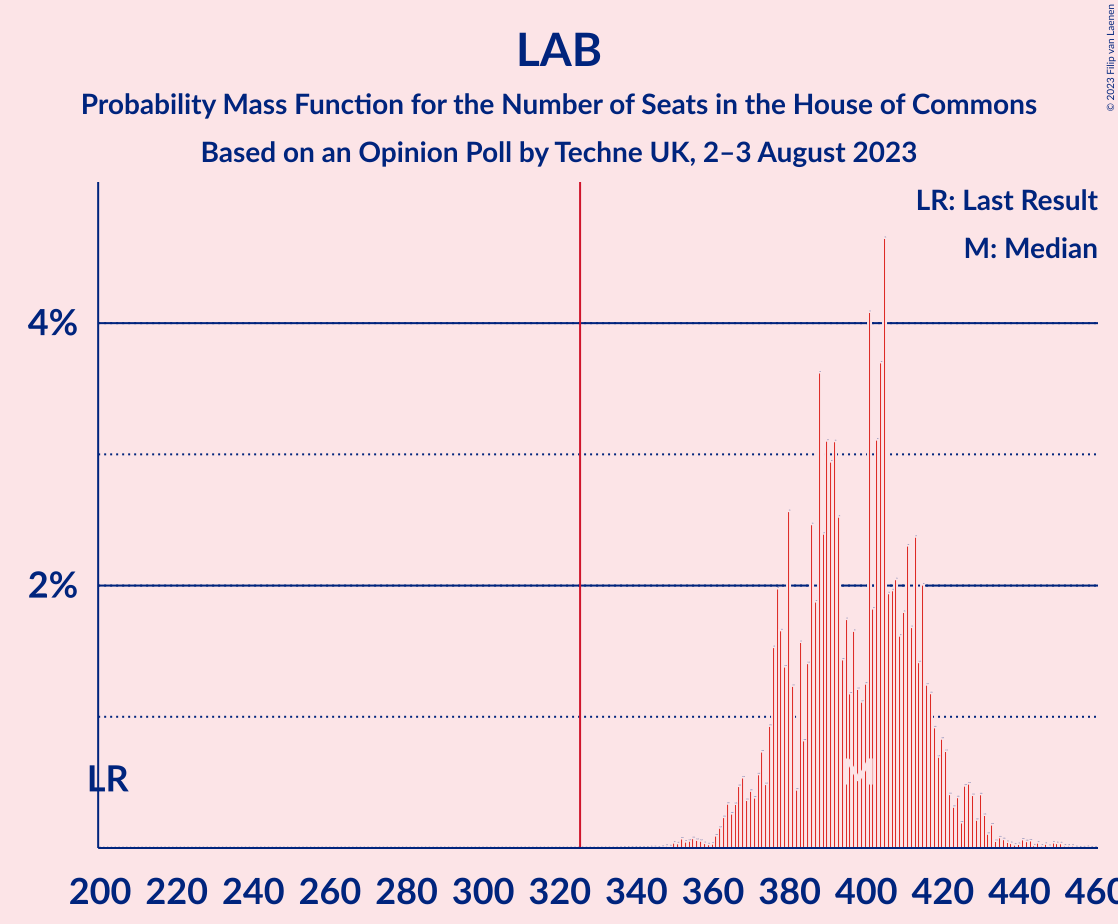 LAB
Probability Mass Function for the Number of Seats in the House of Commons
Based on an Opinion Poll by Techne UK, 2–3 August 2023
© 2023 Filip van Laenen
LR: Last Result
M: Median
4%
2%
LR
M
200 220 240 260 280 300 320 340 360 380 400 420 440 460